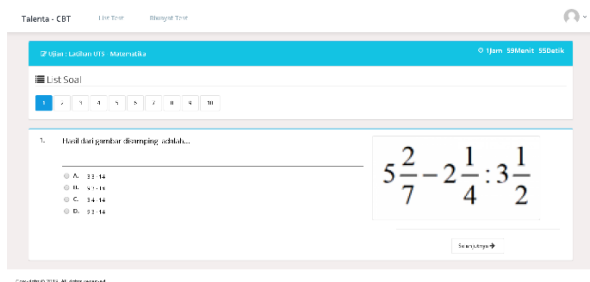 Talenta - CBT List Test Riwayat Test
Ujian : Latihan UTS - Matematika
1Jam 59Menit 55Detik
List Soal
1 2 3 4 5 6 7 8 9 10
1. Hasil dari gambar disamping adalah...
5 2/7 − 2 1/4 : 3 1/2
A.
B.
C.
D.
Selanjutnya